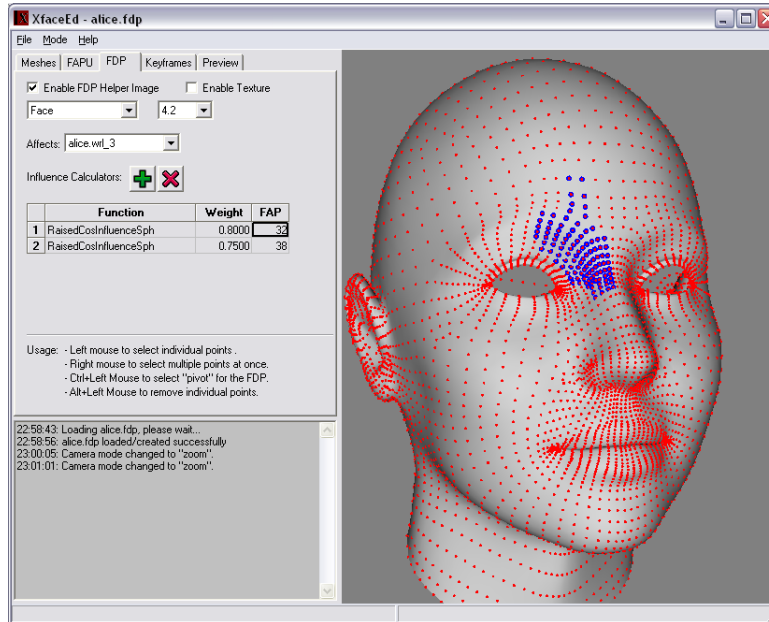 XfaceEd - alice.fdp
File Mode Help
Meshes FAPU FDP Keyframes Preview
Enable FDP Helper Image Enable Texture
Face 4.2
Affects: alice.wrl_3
Influence Calculators:
Function Weight FAP
1 RaisedCosInfluenceSph 0.8000 32
2 RaisedCosInfluenceSph 0.7500 38
Usage: - Left mouse to select individual points .
- Right mouse to select multiple points at once.
- Ctrl+Left Mouse to select "pivot" for the FDP.
- Alt+Left Mouse to remove individual points.
22:58:43: Loading alice.fdp, please wait...
22:58:56: alice.fdp loaded/created successfully
23:00:05: Camera mode changed to "zoom".
23:01:01: Camera mode changed to "zoom".